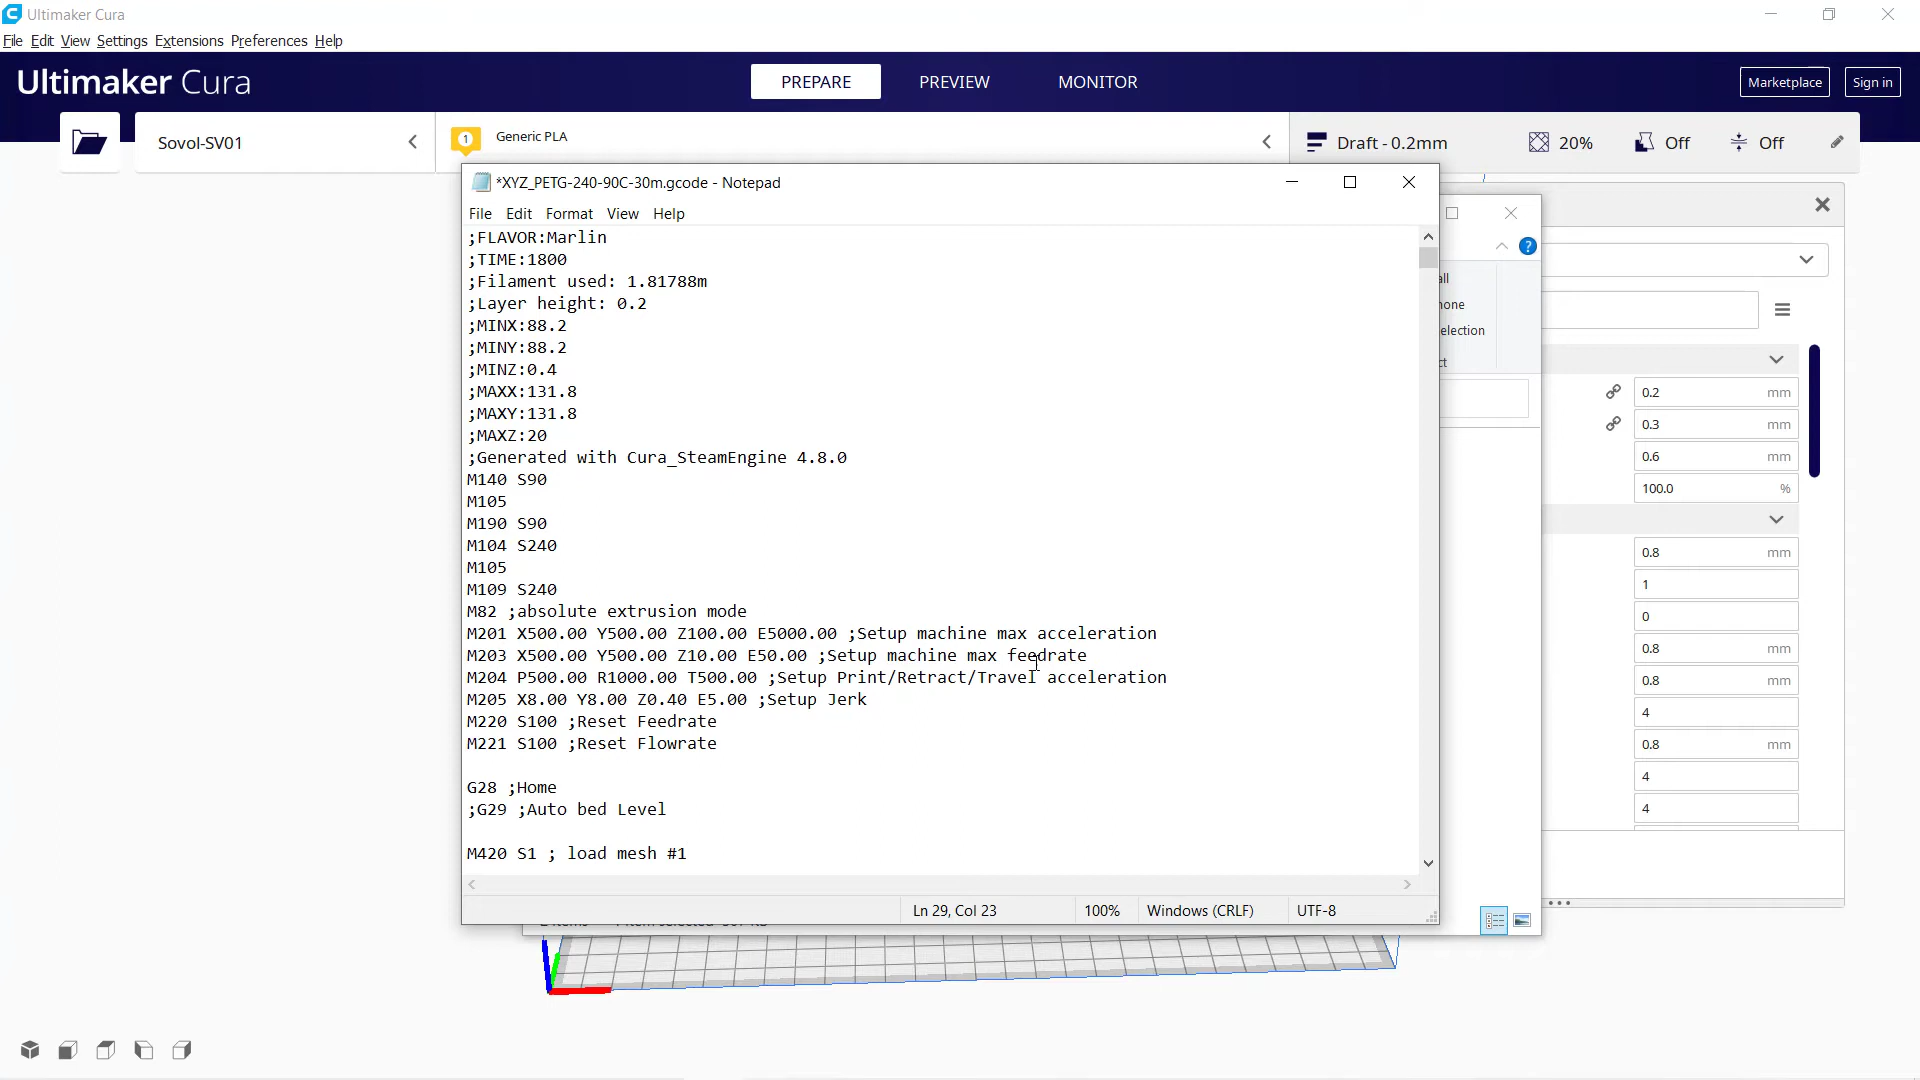 Ultimaker Cura
File Edit View Settings Extensions Preferences Help
Ultimaker Cura
PREPARE
PREVIEW
MONITOR
Marketplace
Sign in
Sovol-SV01
1
Generic PLA
Draft - 0.2mm
20%
Off
Off
*XYZ_PETG-240-90C-30m.gcode - Notepad
File Edit Format View Help
;FLAVOR:Marlin
;TIME:1800
;Filament used: 1.81788m
;Layer height: 0.2
;MINX:88.2
;MINY:88.2
;MINZ:0.4
;MAXX:131.8
;MAXY:131.8
;MAXZ:20
;Generated with Cura_SteamEngine 4.8.0
M140 S90
M105
M190 S90
M104 S240
M105
M109 S240
M82 ;absolute extrusion mode
M201 X500.00 Y500.00 Z100.00 E5000.00 ;Setup machine max acceleration
M203 X500.00 Y500.00 Z10.00 E50.00 ;Setup machine max feedrate
M204 P500.00 R1000.00 T500.00 ;Setup Print/Retract/Travel acceleration
M205 X8.00 Y8.00 Z0.40 E5.00 ;Setup Jerk
M220 S100 ;Reset Feedrate
M221 S100 ;Reset Flowrate
G28 ;Home
;G29 ;Auto bed Level
M420 S1 ; load mesh #1
Ln 29, Col 23
100%
Windows (CRLF)
UTF-8
?
all
one
election
ct
0.2 mm
0.3 mm
0.6 mm
100.0 %
0.8 mm
1
0
0.8 mm
0.8 mm
4
0.8 mm
4
4